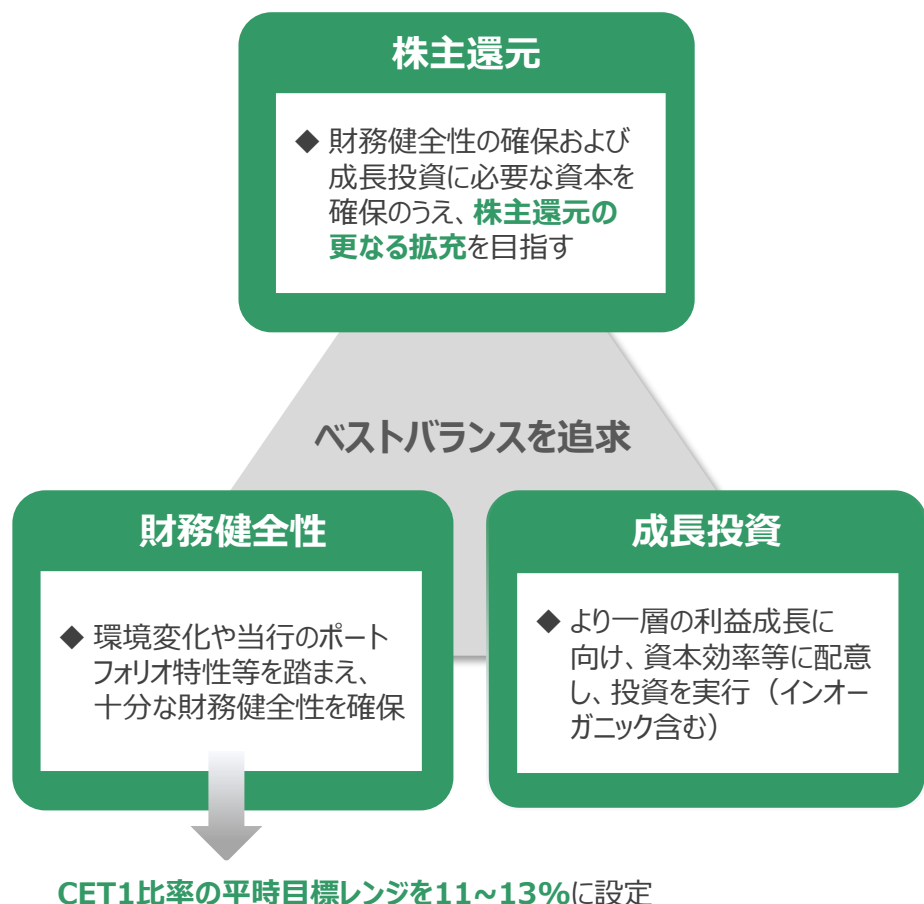 株主還元
◆ 財務健全性の確保および
成長投資に必要な資本を
確保のうえ、株主還元の
更なる拡充を目指す
ベストバランスを追求
財務健全性
◆ 環境変化や当行のポート
フォリオ特性等を踏まえ、
十分な財務健全性を確保
成長投資
◆ より一層の利益成長に
向け、資本効率等に配意
し、投資を実行（インオー
ガニック含む）
CET1比率の平時目標レンジを11~13%に設定